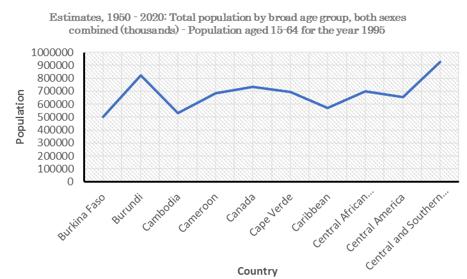 Estimates, 1950 - 2020: Total population by broad age group, both sexes
combined (thousands) - Population aged 15-64 for the year 1995
Population
1000000
900000
800000
700000
600000
500000
400000
300000
200000
100000
0
Burkina Faso
Burundi
Cambodia
Cameroon
Canada
Cape Verde
Caribbean
Central African...
Central America
Central and Southern...
Country